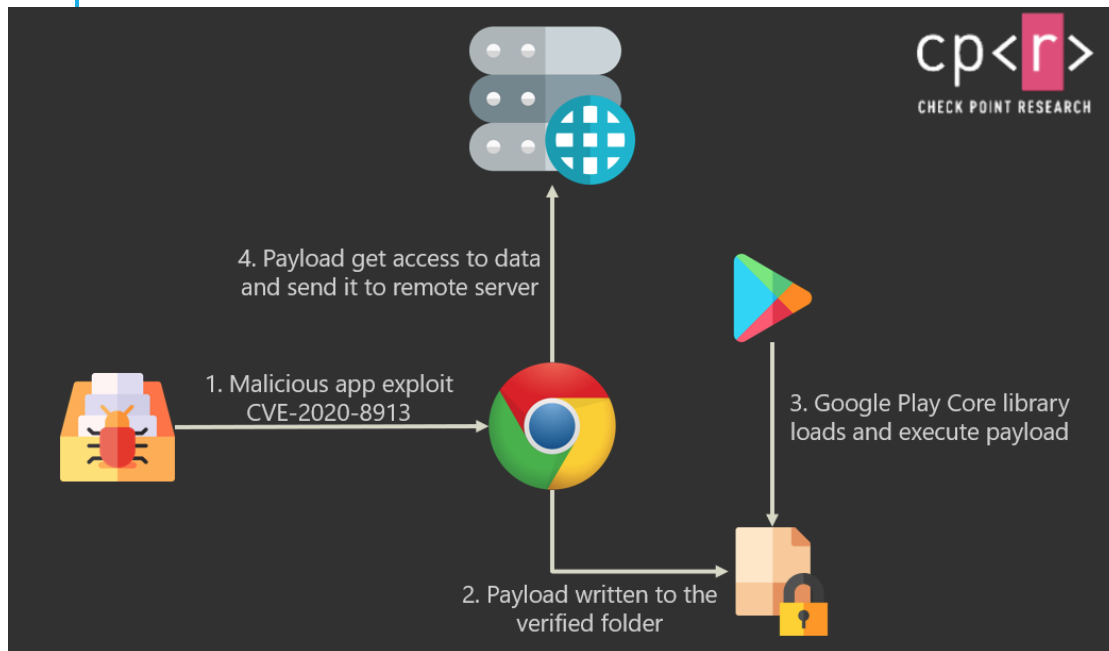 cp<r>
CHECK POINT RESEARCH
4. Payload get access to data
and send it to remote server
1. Malicious app exploit
CVE-2020-8913
3. Google Play Core library
loads and execute payload
2. Payload written to the
verified folder